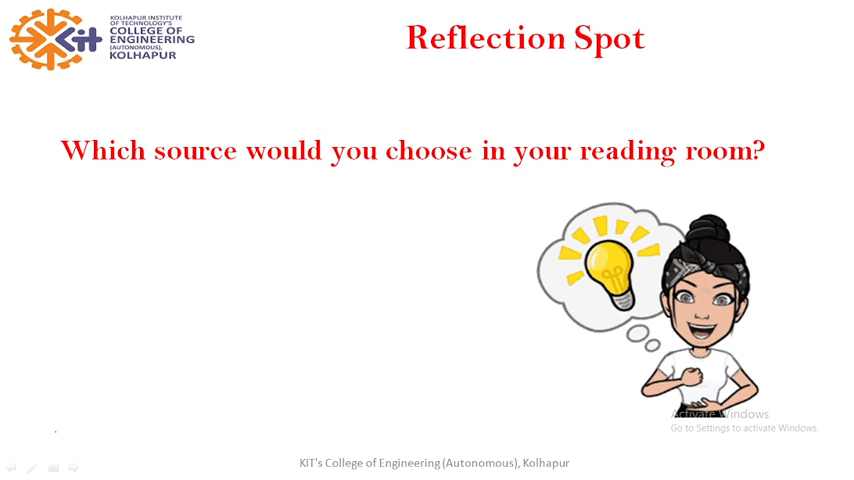 KOLHAPUR INSTITUTE
OF TECHNOLOGY'S
COLLEGE OF
ENGINEERING
(AUTONOMOUS),
KOLHAPUR
Kit
Reflection Spot
Which source would you choose in your reading room?
Activate Windows
Go to Settings to activate Windows.
KIT's College of Engineering (Autonomous), Kolhapur